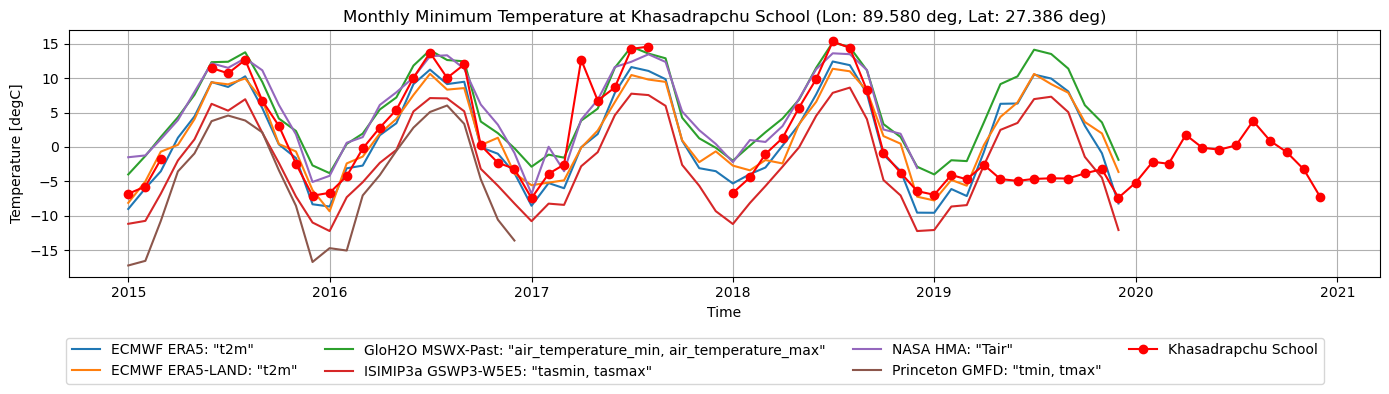 Monthly Minimum Temperature at Khasadrapchu School (Lon: 89.580 deg, Lat: 27.386 deg)
Temperature [degC]
15
10
5
0
−5
−10
−15
2015 2016 2017 2018 2019 2020 2021
Time
ECMWF ERA5: "t2m" GloH2O MSWX-Past: "air_temperature_min, air_temperature_max" NASA HMA: "Tair" Khasadrapchu School
ECMWF ERA5-LAND: "t2m" ISIMIP3a GSWP3-W5E5: "tasmin, tasmax" Princeton GMFD: "tmin, tmax"